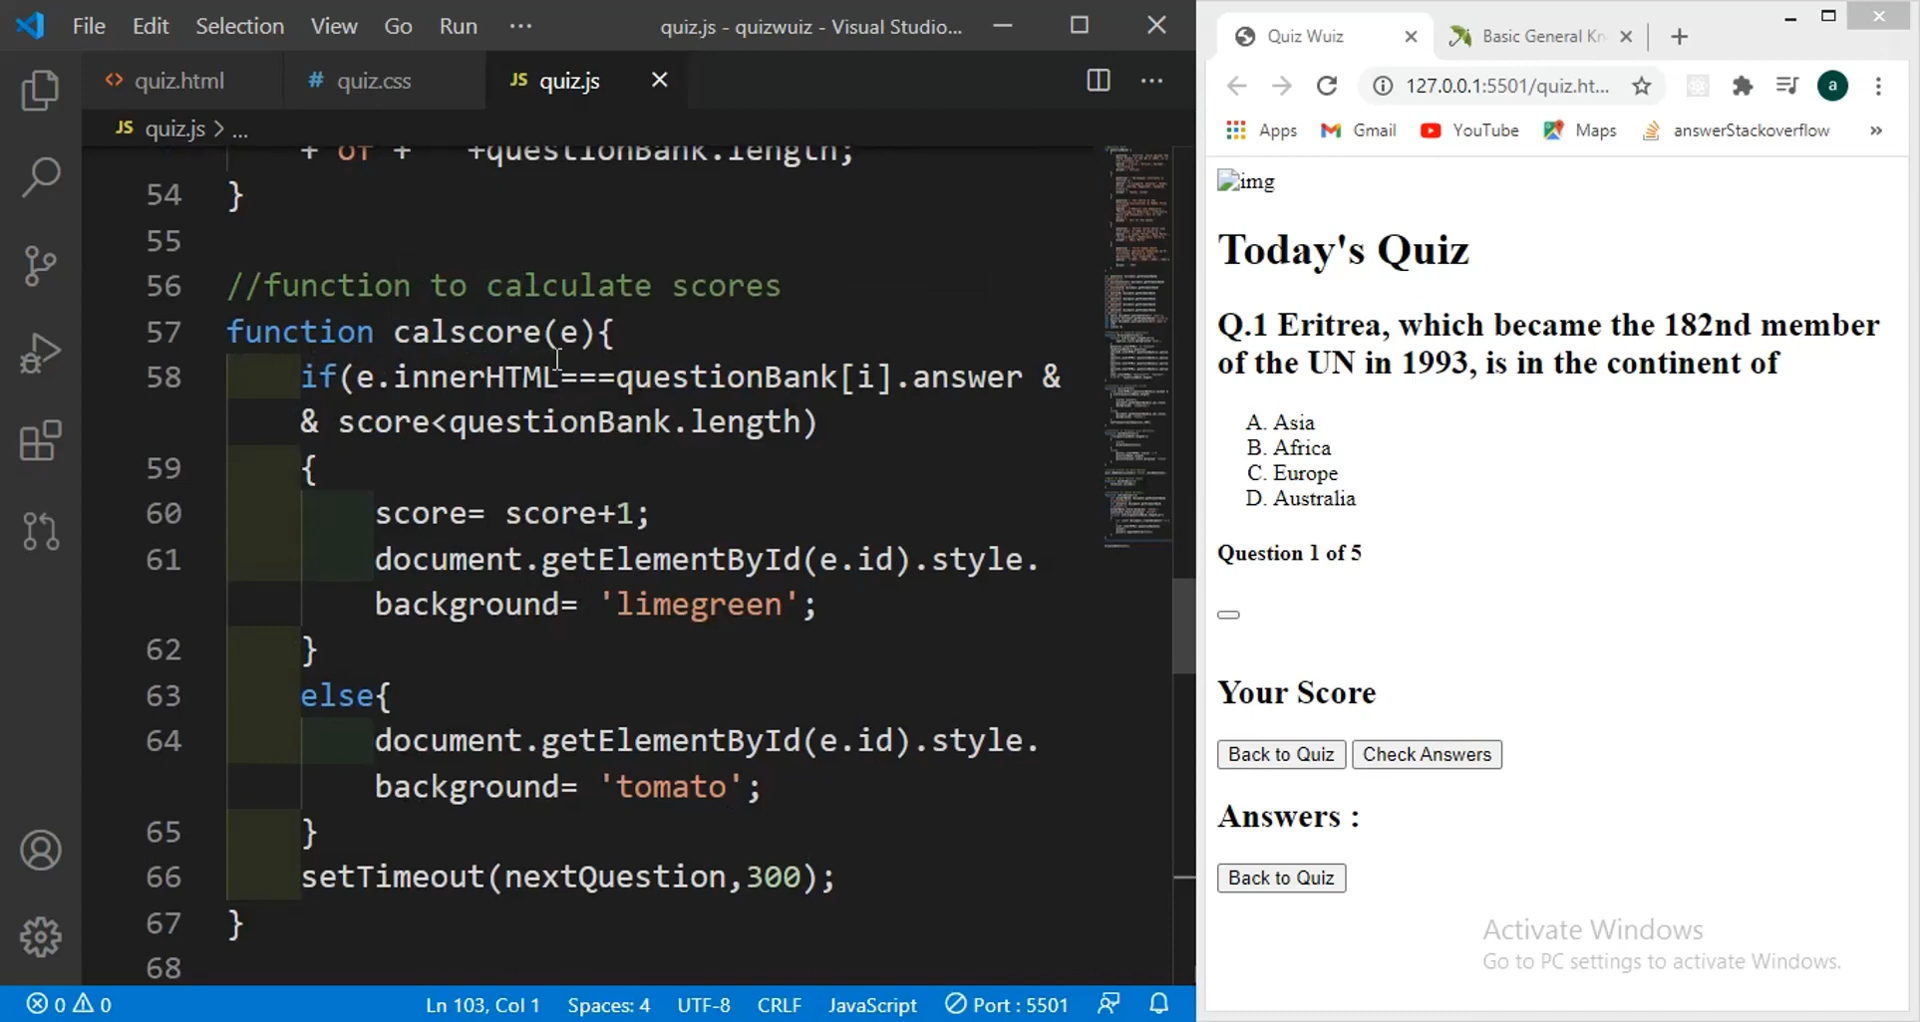 File Edit Selection View Go Run ··· quiz.js - quizwuiz - Visual Studio...
quiz.html quiz.css JS quiz.js
JS quiz.js > ...
+ of + +questionBank.length;
54 }
55
56 //function to calculate scores
57 function calscore(e){
58 if(e.innerHTML===questionBank[i].answer &
& score<questionBank.length)
59 {
60 score= score+1;
61 document.getElementById(e.id).style.
background= 'limegreen';
62 }
63 else{
64 document.getElementById(e.id).style.
background= 'tomato';
65 }
66 setTimeout(nextQuestion,300);
67 }
68
0 0 Ln 103, Col 1 Spaces: 4 UTF-8 CRLF JavaScript Port : 5501
Quiz Wuiz Basic General Kn
127.0.0.1:5501/quiz.ht... a
Apps Gmail YouTube Maps answerStackoverflow »
img
Today's Quiz
Q.1 Eritrea, which became the 182nd member
of the UN in 1993, is in the continent of
A. Asia
B. Africa
C. Europe
D. Australia
Question 1 of 5
Your Score
Back to Quiz Check Answers
Answers :
Back to Quiz
Activate Windows
Go to PC settings to activate Windows.